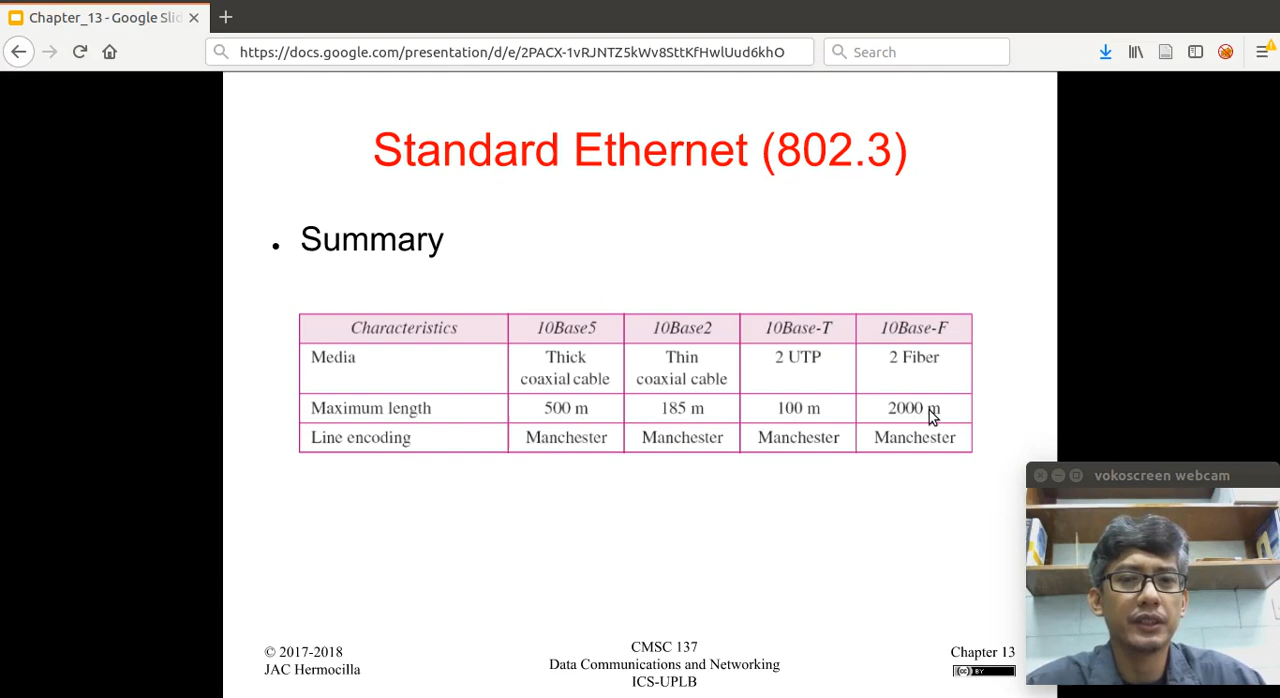 Chapter_13 - Google Slid
https://docs.google.com/presentation/d/e/2PACX-1vRJNTZ5kWv8SttKfHwlUud6khO
Search
Standard Ethernet (802.3)
• Summary
Characteristics 10Base5 10Base2 10Base-T 10Base-F
Media Thick coaxial cable Thin coaxial cable 2 UTP 2 Fiber
Maximum length 500 m 185 m 100 m 2000 m
Line encoding Manchester Manchester Manchester Manchester
vokoscreen webcam
© 2017-2018
JAC Hermocilla
CMSC 137
Data Communications and Networking
ICS-UPLB
Chapter 13
(cc) BY